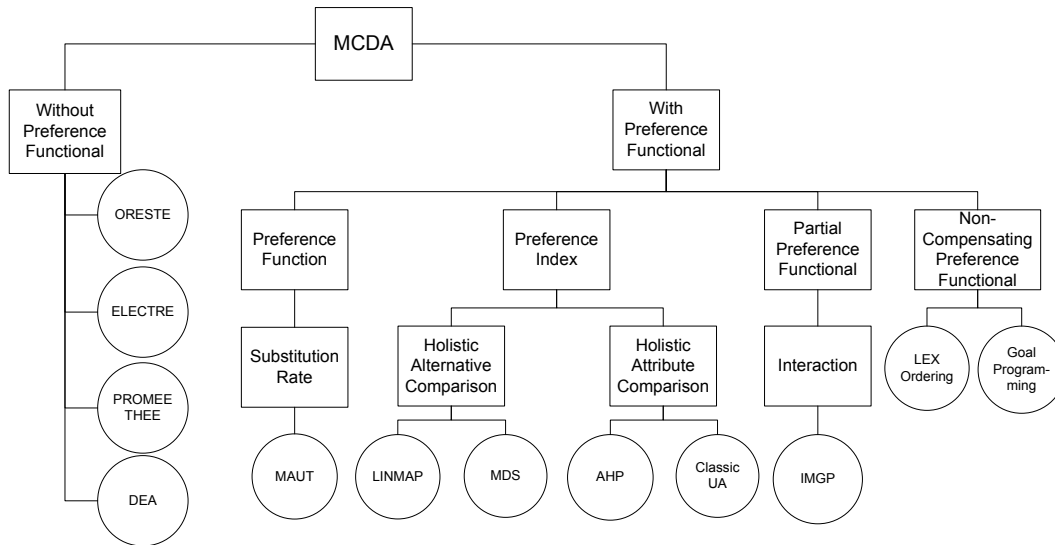 MCDA
Without
Preference
Functional
With
Preference
Functional
ORESTE
ELECTRE
PROMEE
THEE
DEA
Preference
Function
Preference
Index
Partial
Preference
Functional
Non-
Compensating
Preference
Functional
Substitution
Rate
Holistic
Alternative
Comparison
Holistic
Attribute
Comparison
Interaction
LEX
Ordering
Goal
Program-
ming
MAUT
LINMAP
MDS
AHP
Classic
UA
IMGP